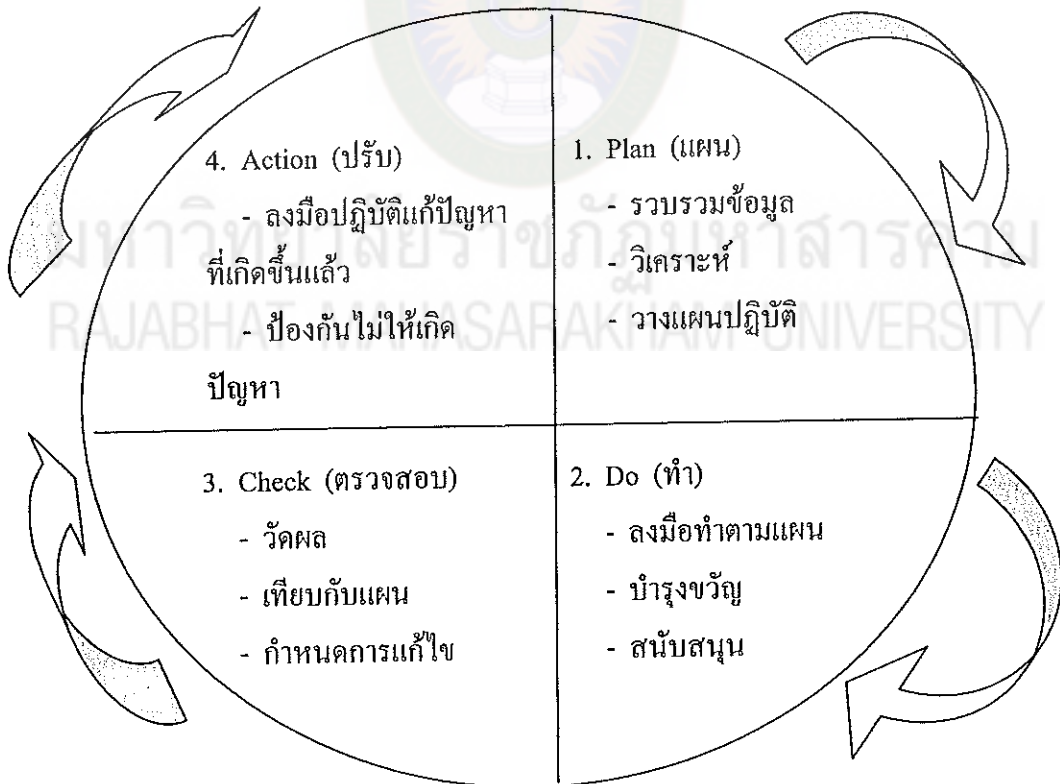 1. Plan (แผน)
- รวบรวมข้อมูล
- วิเคราะห์
- วางแผนปฏิบัติ
2. Do (ทำ)
- ลงมือทำตามแผน
- บำรุงขวัญ
- สนับสนุน
3. Check (ตรวจสอบ)
- วัดผล
- เทียบกับแผน
- กำหนดการแก้ไข
4. Action (ปรับ)
- ลงมือปฏิบัติแก้ปัญหา
ที่เกิดขึ้นแล้ว
- ป้องกันไม่ให้เกิด
ปัญหา
มหาวิทยาลัยราชภัฏมหาสารคาม
RAJABHAT MAHASARAKHAM UNIVERSITY